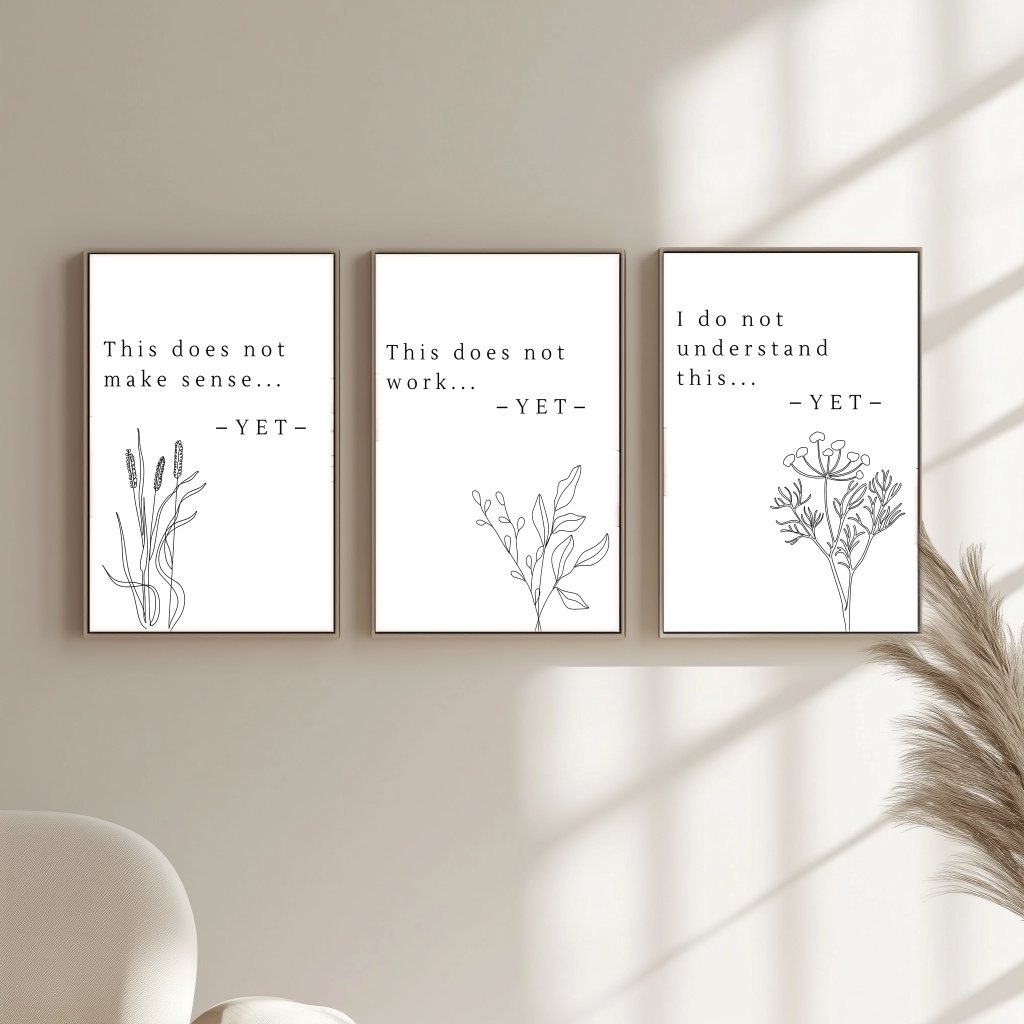 This does not
make sense...
–YET–
This does not
work...
–YET–
I do not
understand
this...
–YET–